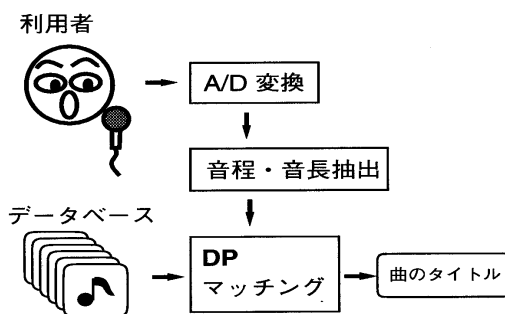 利用者
A/D 変換
音程・音長抽出
データベース
DP
マッチング
曲のタイトル